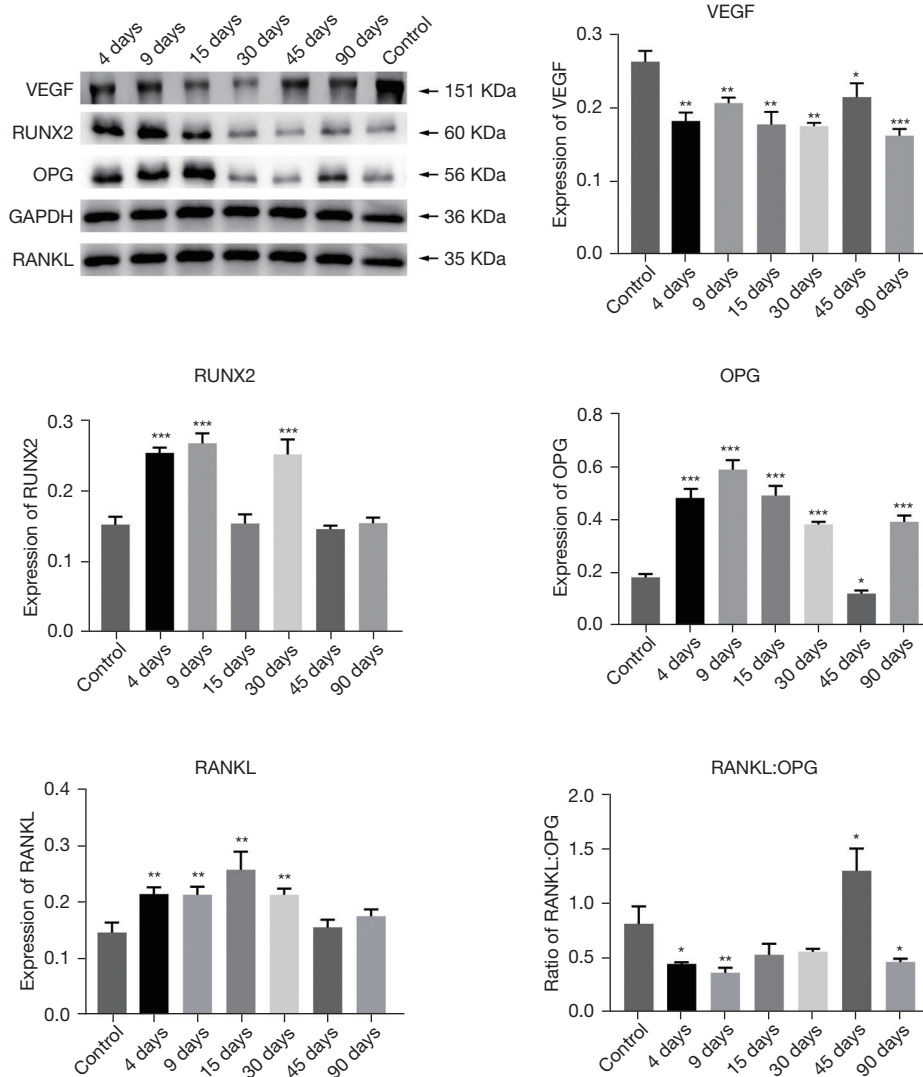 4 days 9 days 15 days 30 days 45 days 90 days Control
VEGF ← 151 KDa
RUNX2 ← 60 KDa
OPG ← 56 KDa
GAPDH ← 36 KDa
RANKL ← 35 KDa
VEGF
Expression of VEGF
0.3
0.2
0.1
0.0
** ** ** ** * ***
Control 4 days 9 days 15 days 30 days 45 days 90 days
RUNX2
Expression of RUNX2
0.3
0.2
0.1
0.0
*** *** ***
Control 4 days 9 days 15 days 30 days 45 days 90 days
OPG
Expression of OPG
0.8
0.6
0.4
0.2
0.0
*** *** *** *** * ***
Control 4 days 9 days 15 days 30 days 45 days 90 days
RANKL
Expression of RANKL
0.4
0.3
0.2
0.1
0.0
** ** ** **
Control 4 days 9 days 15 days 30 days 45 days 90 days
RANKL:OPG
Ratio of RANKL:OPG
2.0
1.5
1.0
0.5
0.0
* ** * *
Control 4 days 9 days 15 days 30 days 45 days 90 days